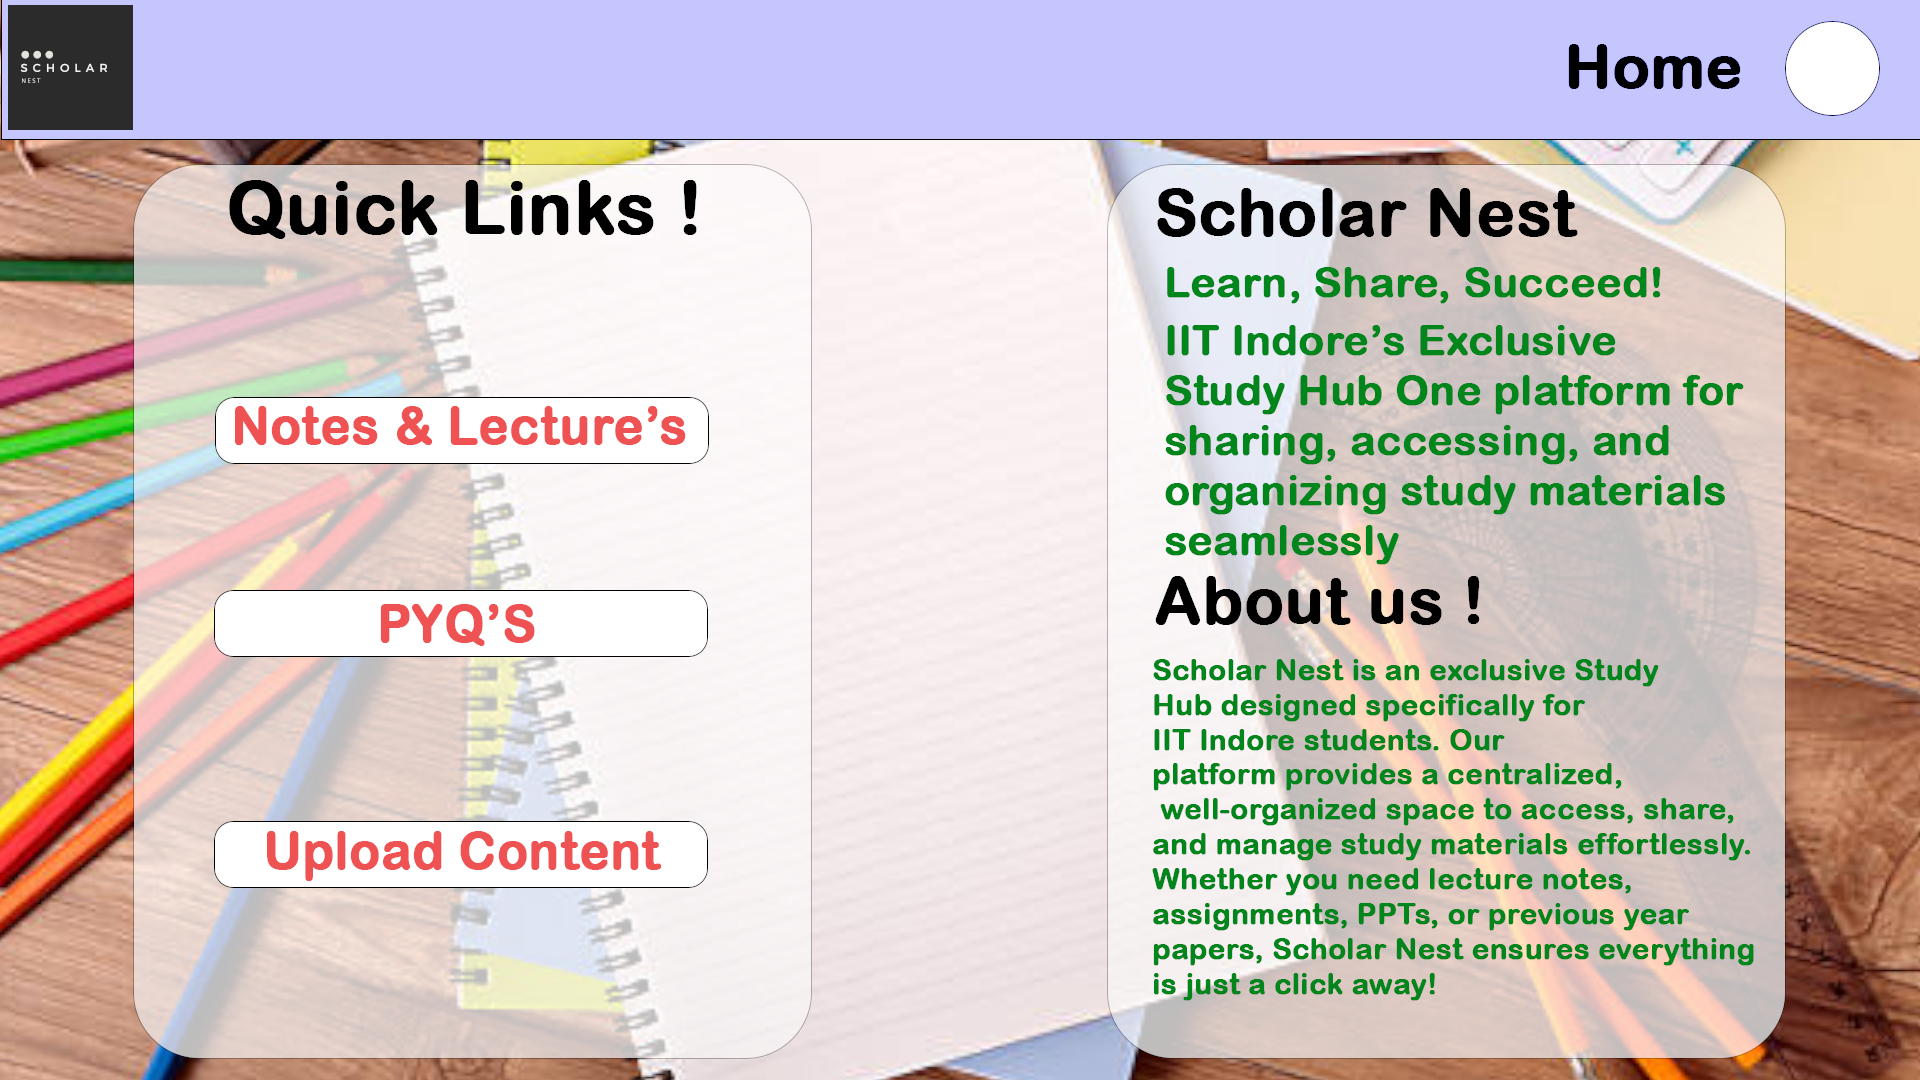 SCHOLAR
NEST
Home
Quick Links !
Notes & Lecture’s
PYQ’S
Upload Content
Scholar Nest
Learn, Share, Succeed!
IIT Indore’s Exclusive
Study Hub One platform for
sharing, accessing, and
organizing study materials
seamlessly
About us !
Scholar Nest is an exclusive Study
Hub designed specifically for
IIT Indore students. Our
platform provides a centralized,
well-organized space to access, share,
and manage study materials effortlessly.
Whether you need lecture notes,
assignments, PPTs, or previous year
papers, Scholar Nest ensures everything
is just a click away!